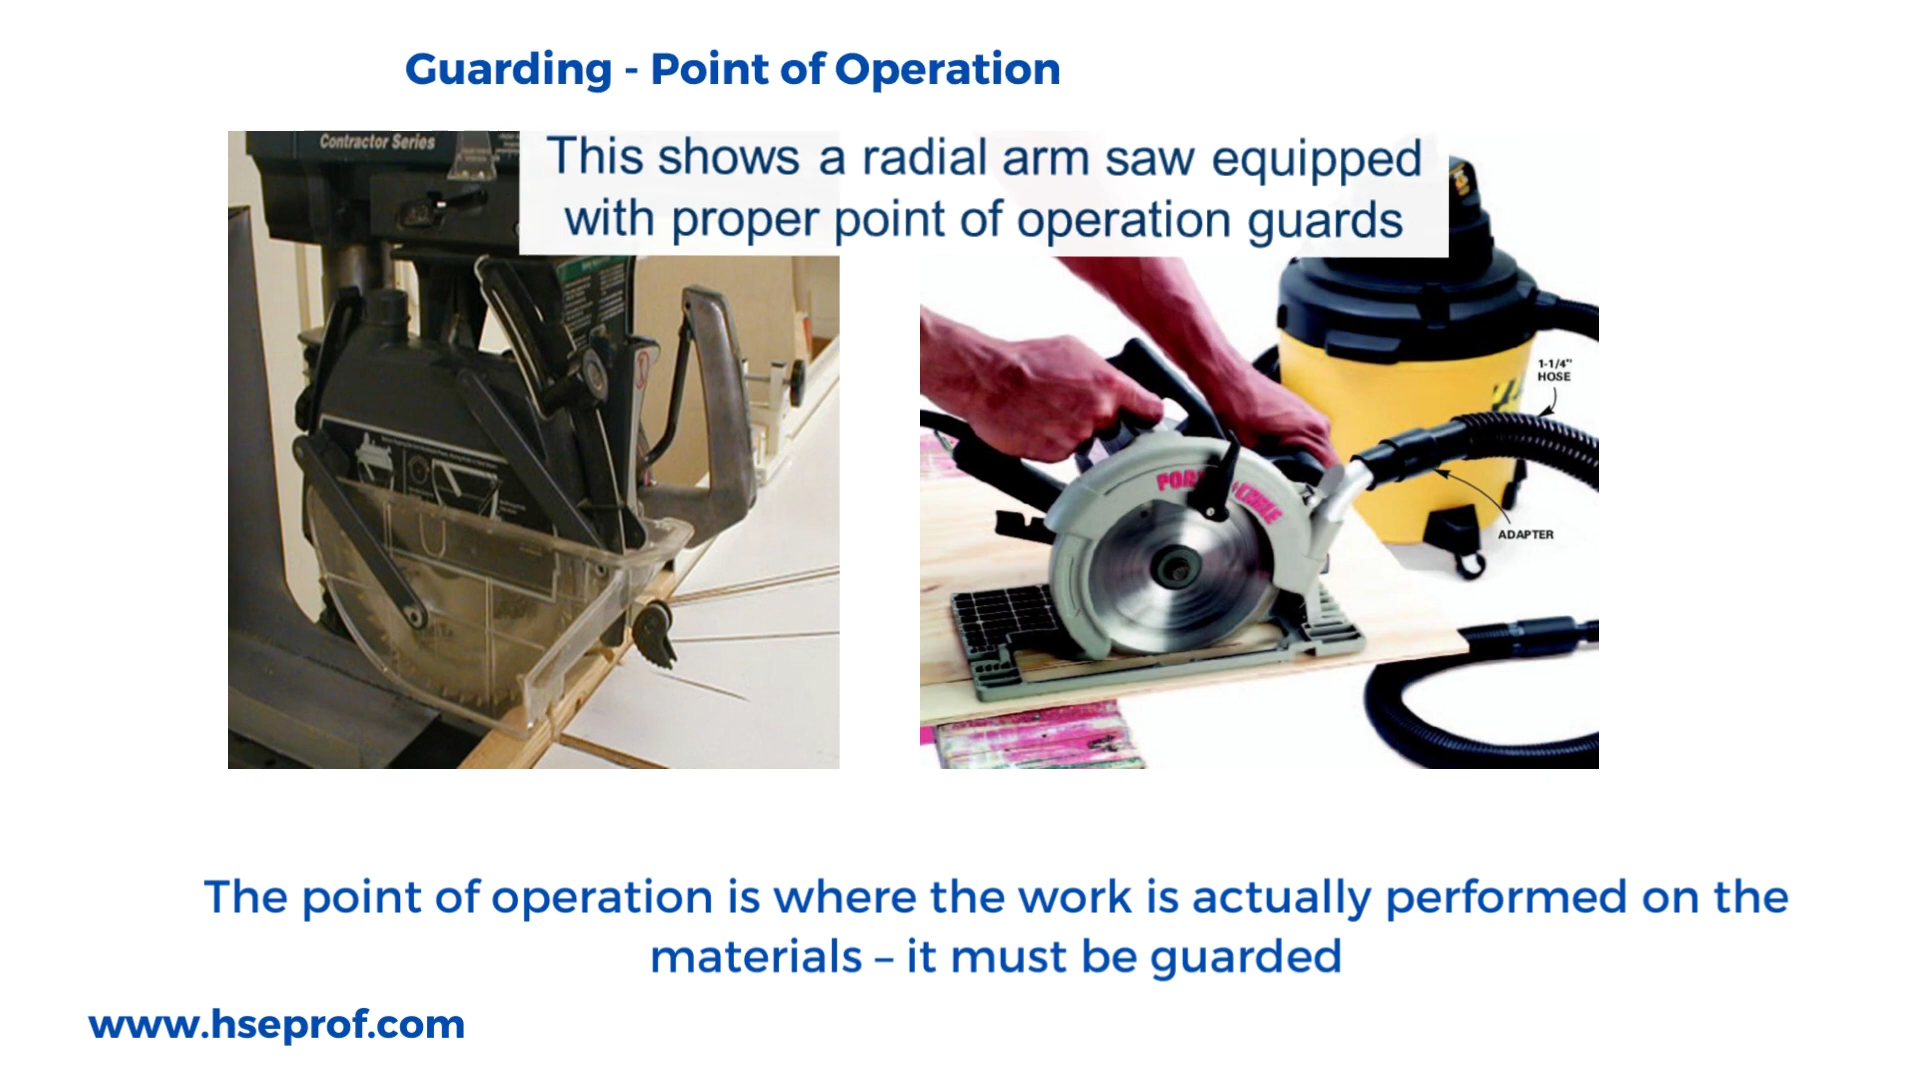 Guarding - Point of Operation
Contractor Series
This shows a radial arm saw equipped
with proper point of operation guards
1-1/4"
HOSE
ADAPTER
The point of operation is where the work is actually performed on the
materials – it must be guarded
www.hseprof.com